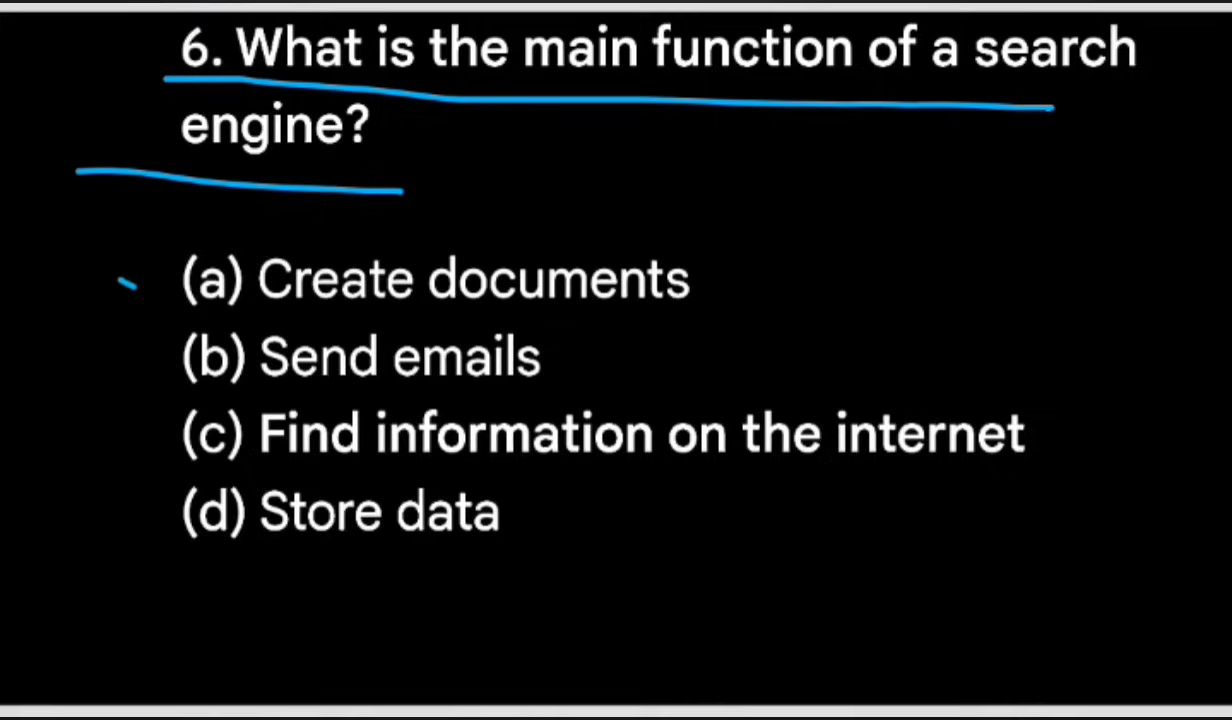 6. What is the main function of a search
engine?
(a) Create documents
(b) Send emails
(c) Find information on the internet
(d) Store data